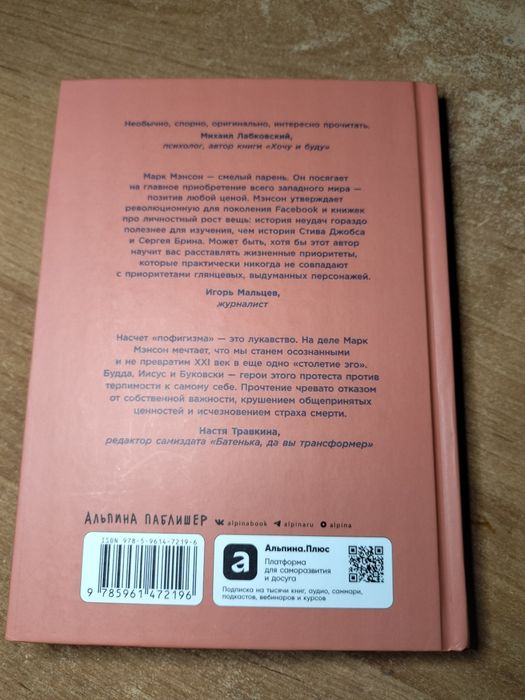 Необычно, спорно, оригинально, интересно прочитать.
Михаил Лабковский,
психолог, автор книги «Хочу и буду»
Марк Мэнсон — смелый парень. Он посягает
на главное приобретение всего западного мира —
позитив любой ценой. Мэнсон утверждает
революционную для поколения Facebook и книжек
про личностный рост вещь: история неудач гораздо
полезнее для изучения, чем история Стива Джобса
и Сергея Брина. Может быть, хотя бы этот автор
научит вас расставлять жизненные приоритеты,
которые практически никогда не совпадают
с приоритетами глянцевых, выдуманных персонажей.
Игорь Мальцев,
журналист
Насчет «пофигизма» — это лукавство. На деле Марк
Мэнсон мечтает, что мы станем осознанными
и не превратим XXI век в еще одно «столетие эго».
Будда, Иисус и Буковски — герои этого протеста против
терпимости к самому себе. Прочтение чревато отказом
от собственной важности, крушением общепринятых
ценностей и исчезновением страха смерти.
Настя Травкина,
редактор самиздата «Батенька, да вы трансформер»
АЛЬПИНА ПАБЛИШЕР alpinabook alpinaru alpina
ISBN 978-5-9614-7219-6
9 785961 472196
a
Альпина.Плюс
Платформа
для саморазвития
и досуга
Подписка на тысячи книг, аудио, саммари,
подкастов, вебинаров и курсов